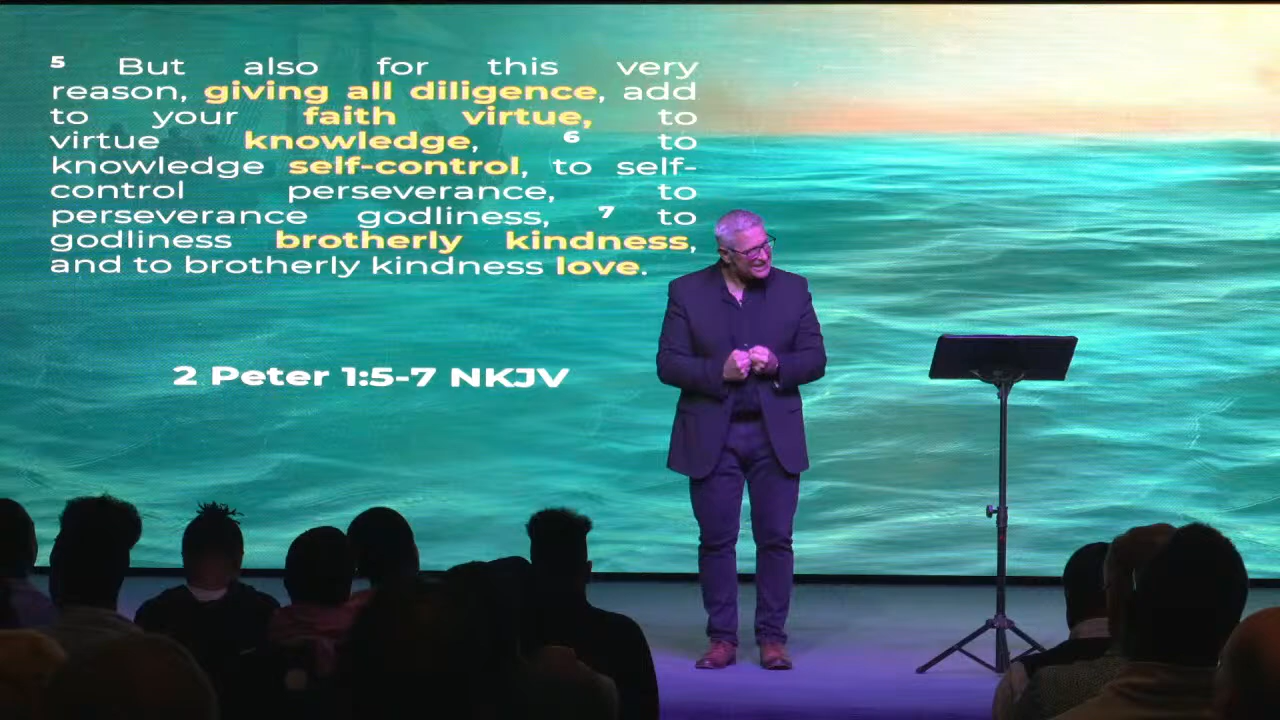 5 But also for this very
reason, giving all diligence, add
to your faith virtue, to
virtue knowledge, 6 to
knowledge self-control, to self-
control perseverance, to
perseverance godliness, 7 to
godliness brotherly kindness,
and to brotherly kindness love.
2 Peter 1:5-7 NKJV